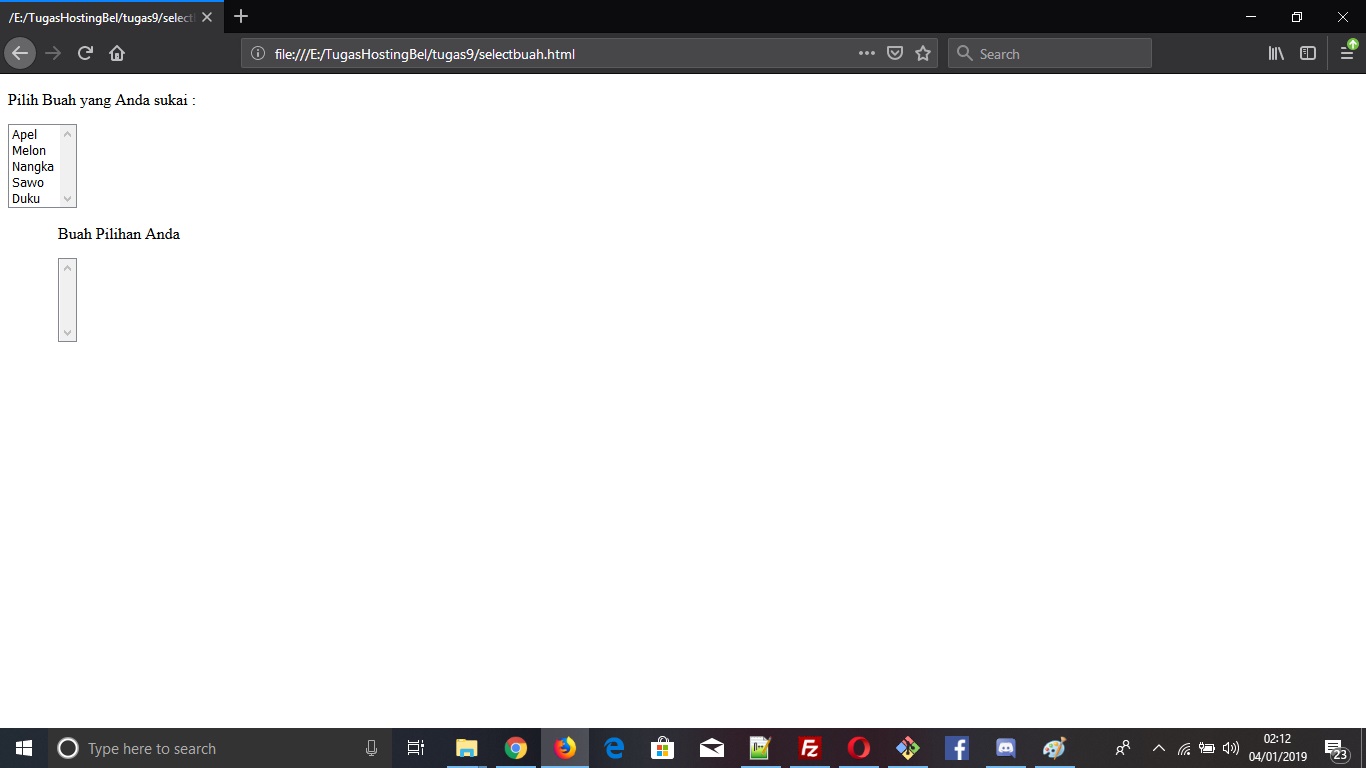 /E:/TugasHostingBel/tugas9/select
file:///E:/TugasHostingBel/tugas9/selectbuah.html
Search
Pilih Buah yang Anda sukai :
Apel
Melon
Nangka
Sawo
Duku
Buah Pilihan Anda
Type here to search
02:12
04/01/2019
23